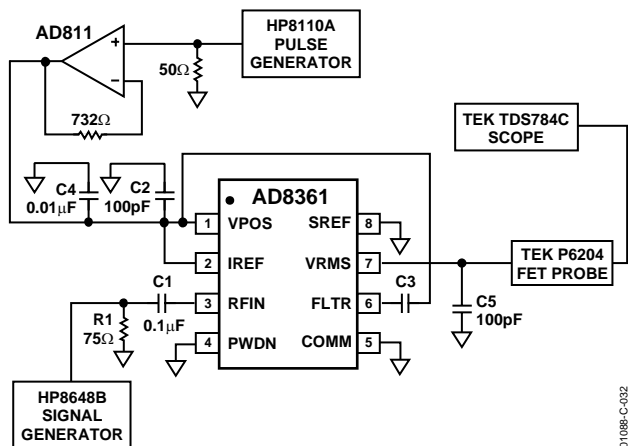 HP8110A
PULSE
GENERATOR
AD811
+
−
50Ω
732Ω
TEK TDS784C
SCOPE
C4
0.01μF
C2
100pF
AD8361
1 VPOS
SREF 8
2 IREF
VRMS 7
TEK P6204
FET PROBE
C1
0.1μF
3 RFIN
FLTR 6
C3
C5
100pF
R1
75Ω
4 PWDN
COMM 5
HP8648B
SIGNAL
GENERATOR
01088-C-032